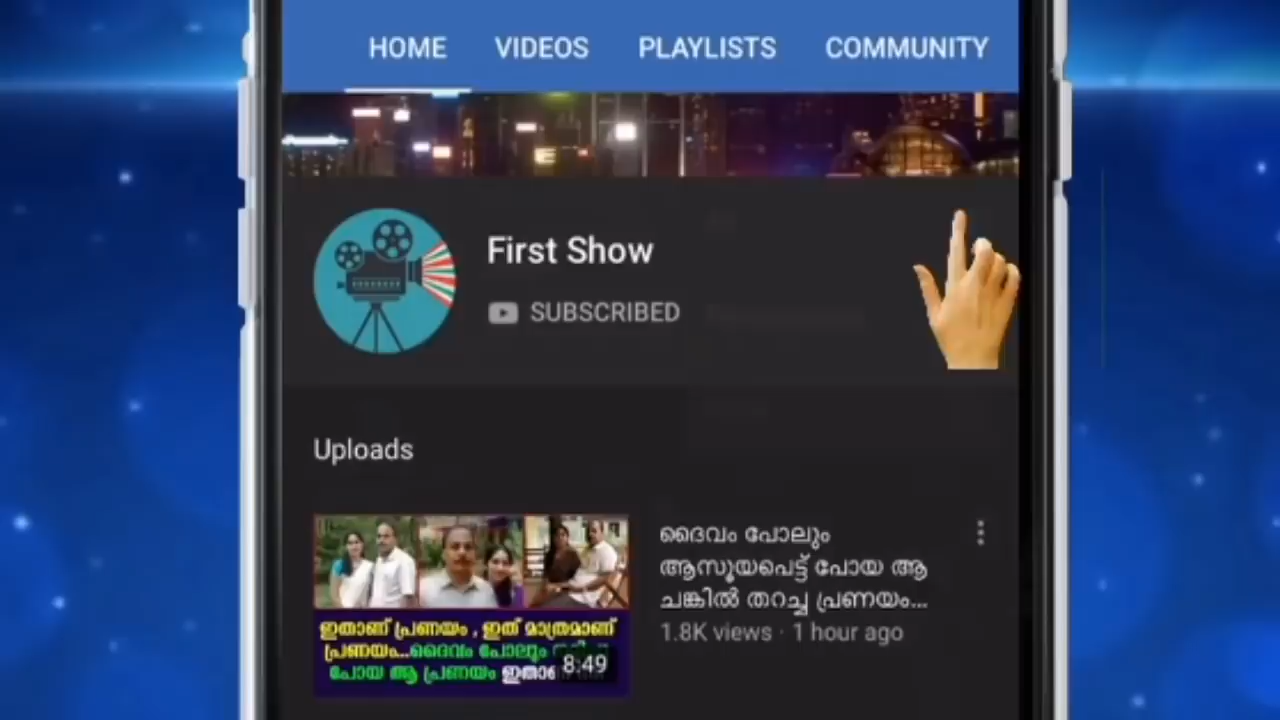 HOME VIDEOS PLAYLISTS COMMUNITY
First Show
SUBSCRIBED
Uploads
ദൈവം പോലും
ആസൂയപെട്ട് പോയ ആ
ചങ്കിൽ തറച്ച പ്രണയം...
1.8K views · 1 hour ago
ഇതാണ് പ്രണയം , ഇത് മാത്രമാണ്
പ്രണയം...ദൈവം പോലും
പോയ ആ പ്രണയം
8:49